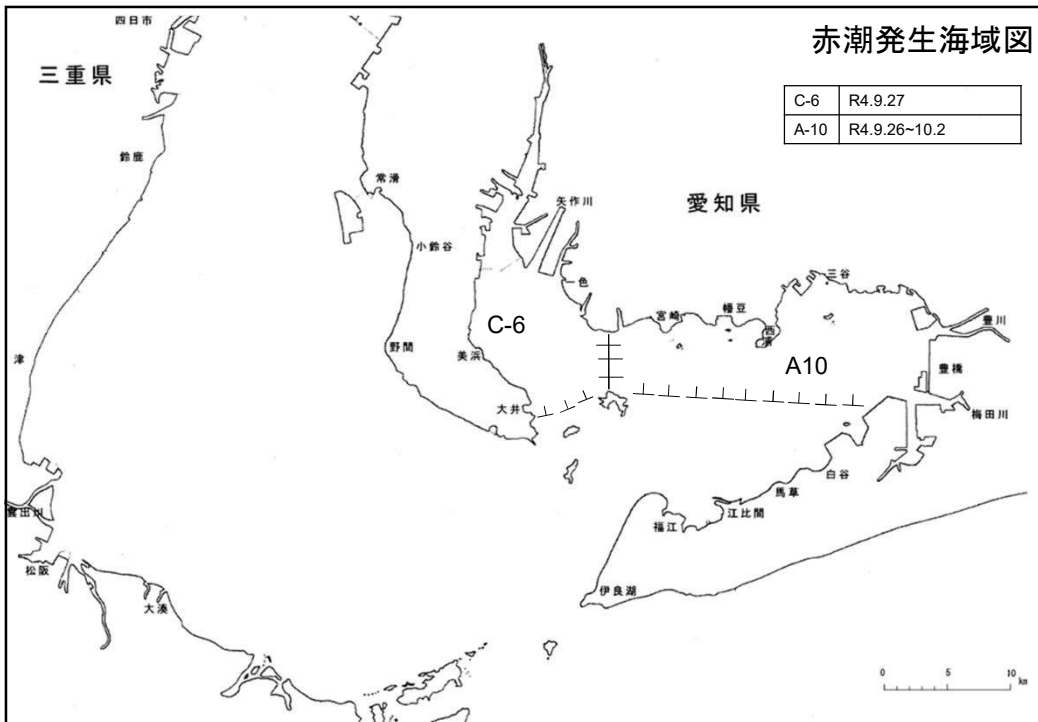 赤潮発生海域図
C-6 R4.9.27
A-10 R4.9.26~10.2
四日市
三重県
鈴鹿
常滑
矢作川
愛知県
小鈴谷
一色
三谷
宮崎
幡豆
西浦
豊川
C-6
野間
美浜
A10
豊橋
津
大井
梅田川
白谷
馬草
江比間
福江
雲出川
松阪
大湊
伊良湖
0 5 10
km